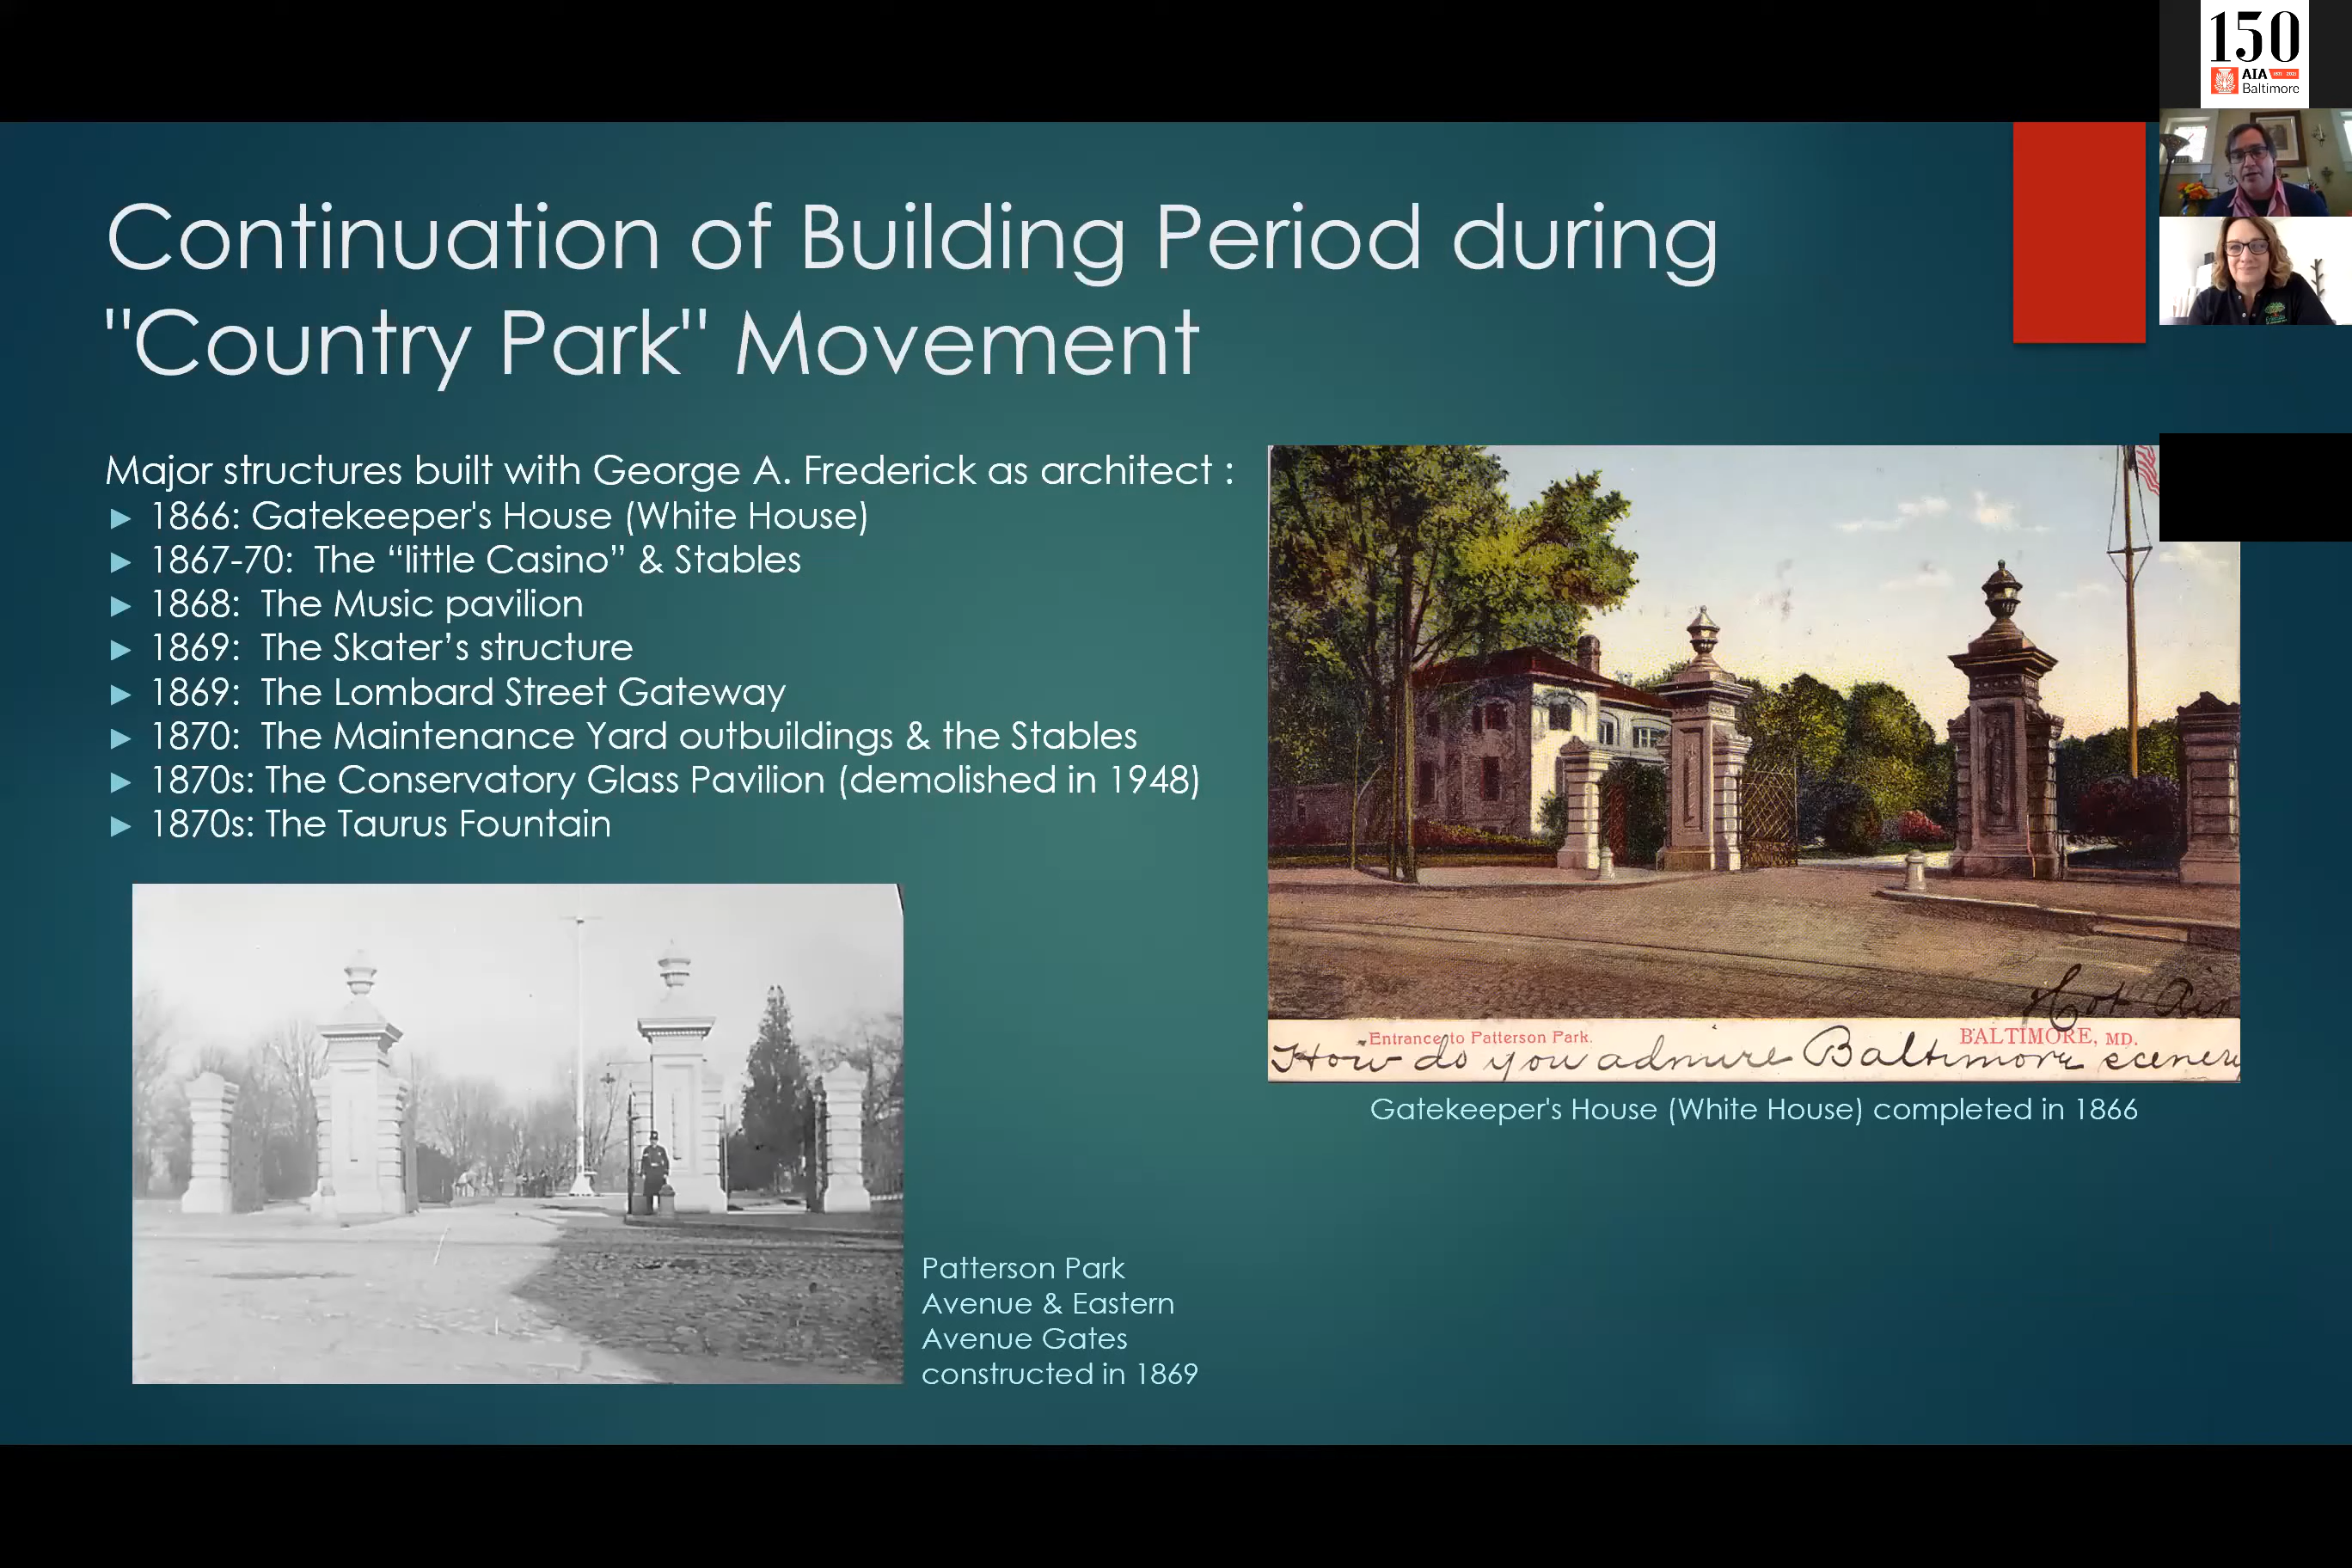 150
AIA
Baltimore
Continuation of Building Period during
"Country Park" Movement
Major structures built with George A. Frederick as architect :
► 1866: Gatekeeper's House (White House)
► 1867-70: The “little Casino” & Stables
► 1868: The Music pavilion
► 1869: The Skater’s structure
► 1869: The Lombard Street Gateway
► 1870: The Maintenance Yard outbuildings & the Stables
► 1870s: The Conservatory Glass Pavilion (demolished in 1948)
► 1870s: The Taurus Fountain
Hot Air
Entrance to Patterson Park.
BALTIMORE, MD.
How do you admire Baltimore scenery
Gatekeeper's House (White House) completed in 1866
Patterson Park
Avenue & Eastern
Avenue Gates
constructed in 1869